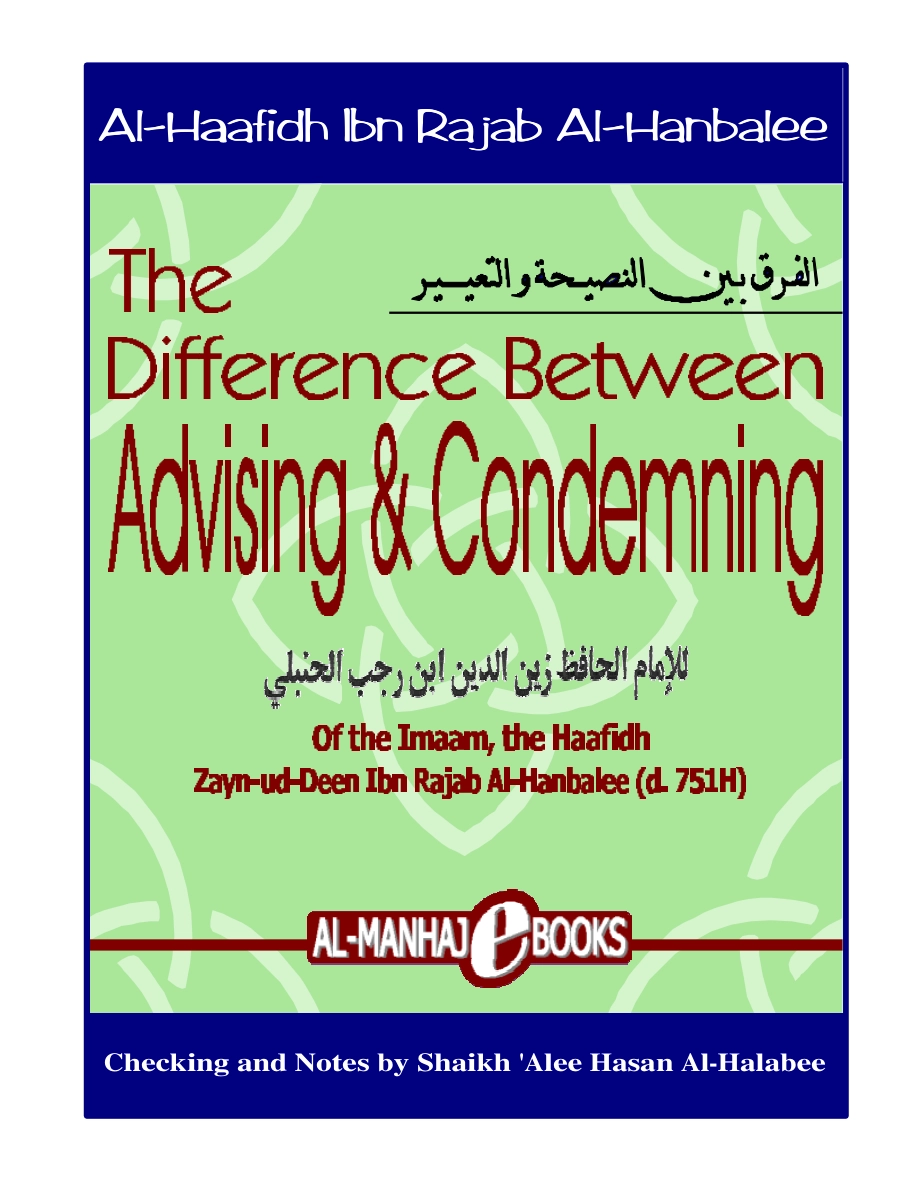 Al-Haafidh Ibn Rajab Al-Hanbalee
The
الفرق بين النصيحة والتعيير
Difference Between
Advising & Condemning
للإمام الحافظ زين الدين ابن رجب الحنبلي
Of the Imaam, the Haafidh
Zayn-ud-Deen Ibn Rajab Al-Hanbalee (d. 751H)
AL-MANHAJ eBOOKS
Checking and Notes by Shaikh 'Alee Hasan Al-Halabee